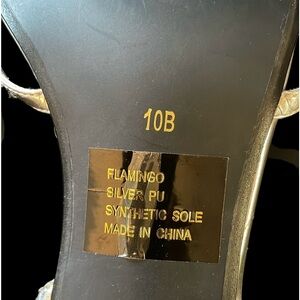 10B
FLAMINGO
SILVER PU
SYNTHETIC SOLE
MADE IN CHINA